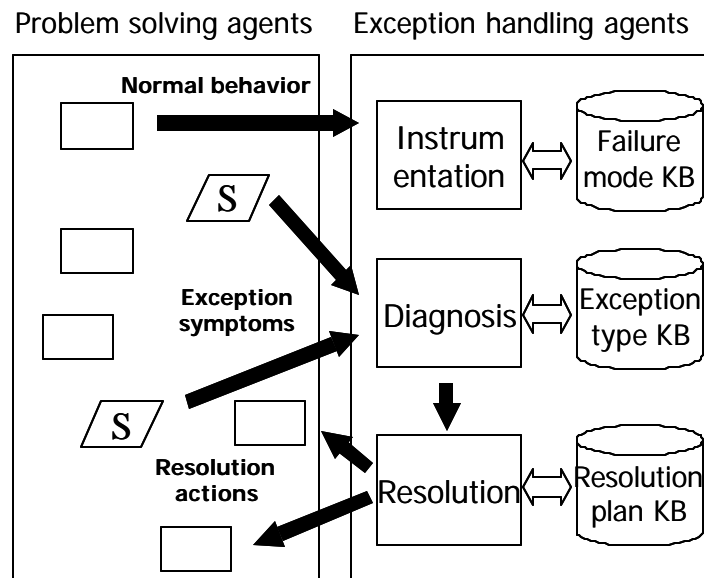 Problem solving agents
Exception handling agents
Normal behavior
Instrum
entation
Failure
mode KB
S
Exception
symptoms
Diagnosis
Exception
type KB
S
Resolution
actions
Resolution
Resolution
plan KB